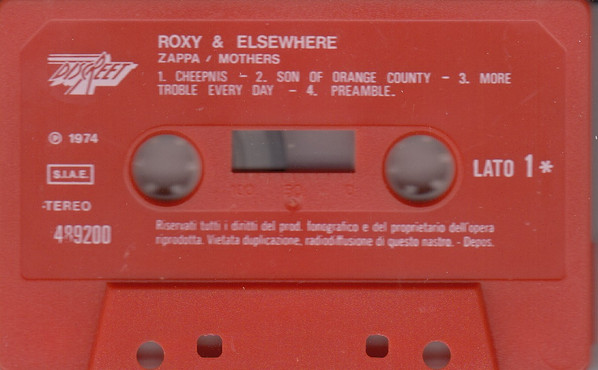 ROXY & ELSEWHERE
DISCREET
ZAPPA / MOTHERS
1. CHEEPNIS - 2. SON OF ORANGE COUNTY - 3. MORE
TROBLE EVERY DAY - 4. PREAMBLE.
℗ 1974
S.I.A.E.
LATO 1*
-TEREO
100 50 0
489200
Riservati tutti i diritti del prod. fonografico e del proprietario dell'opera
riprodotta. Vietata duplicazione, radiodiffusione di questo nastro. - Depos.